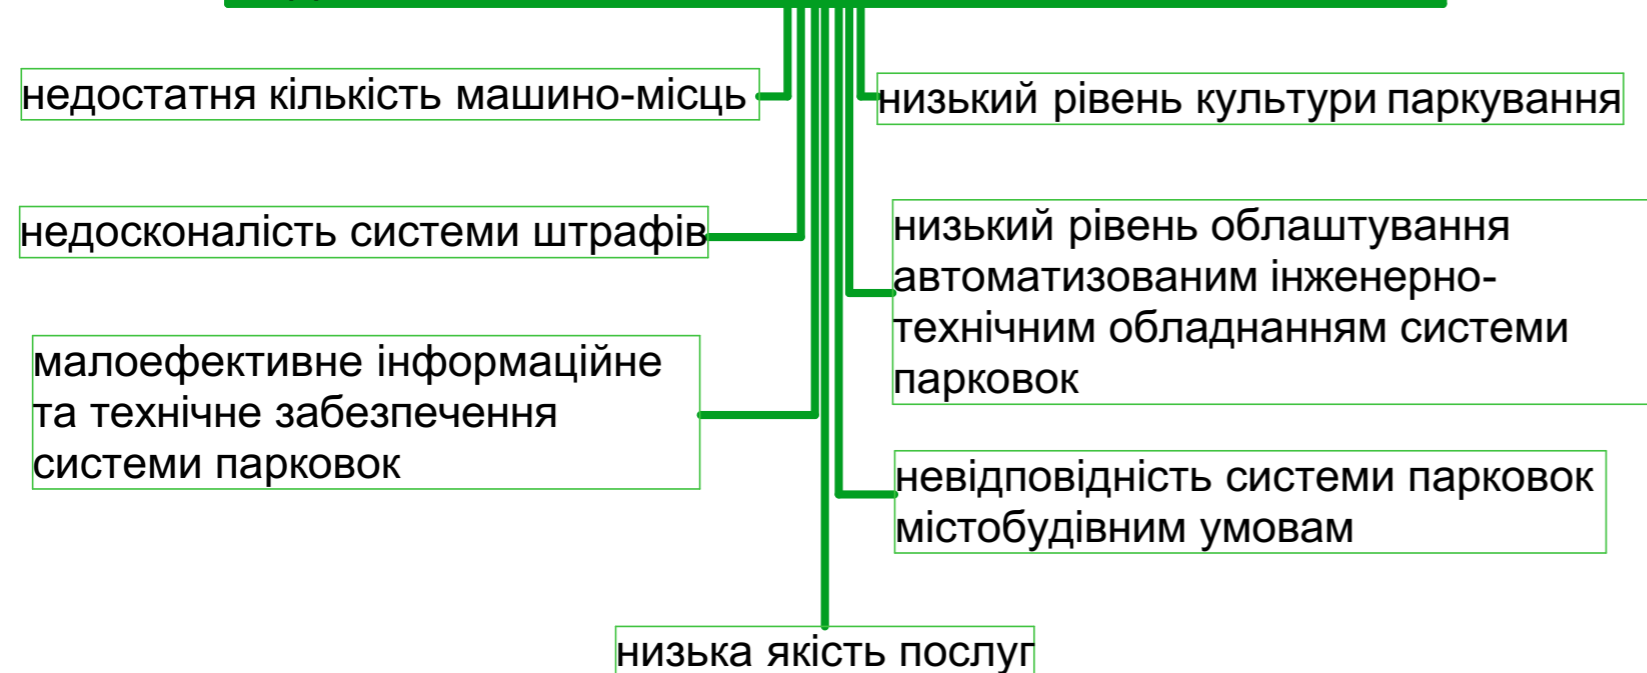 недостатня кількість машино-місць
низький рівень культури паркування
недосконалість системи штрафів
низький рівень облаштування
автоматизованим інженерно-
технічним обладнанням системи
парковок
малоефективне інформаційне
та технічне забезпечення
системи парковок
невідповідність системи парковок
містобудівним умовам
низька якість послуг